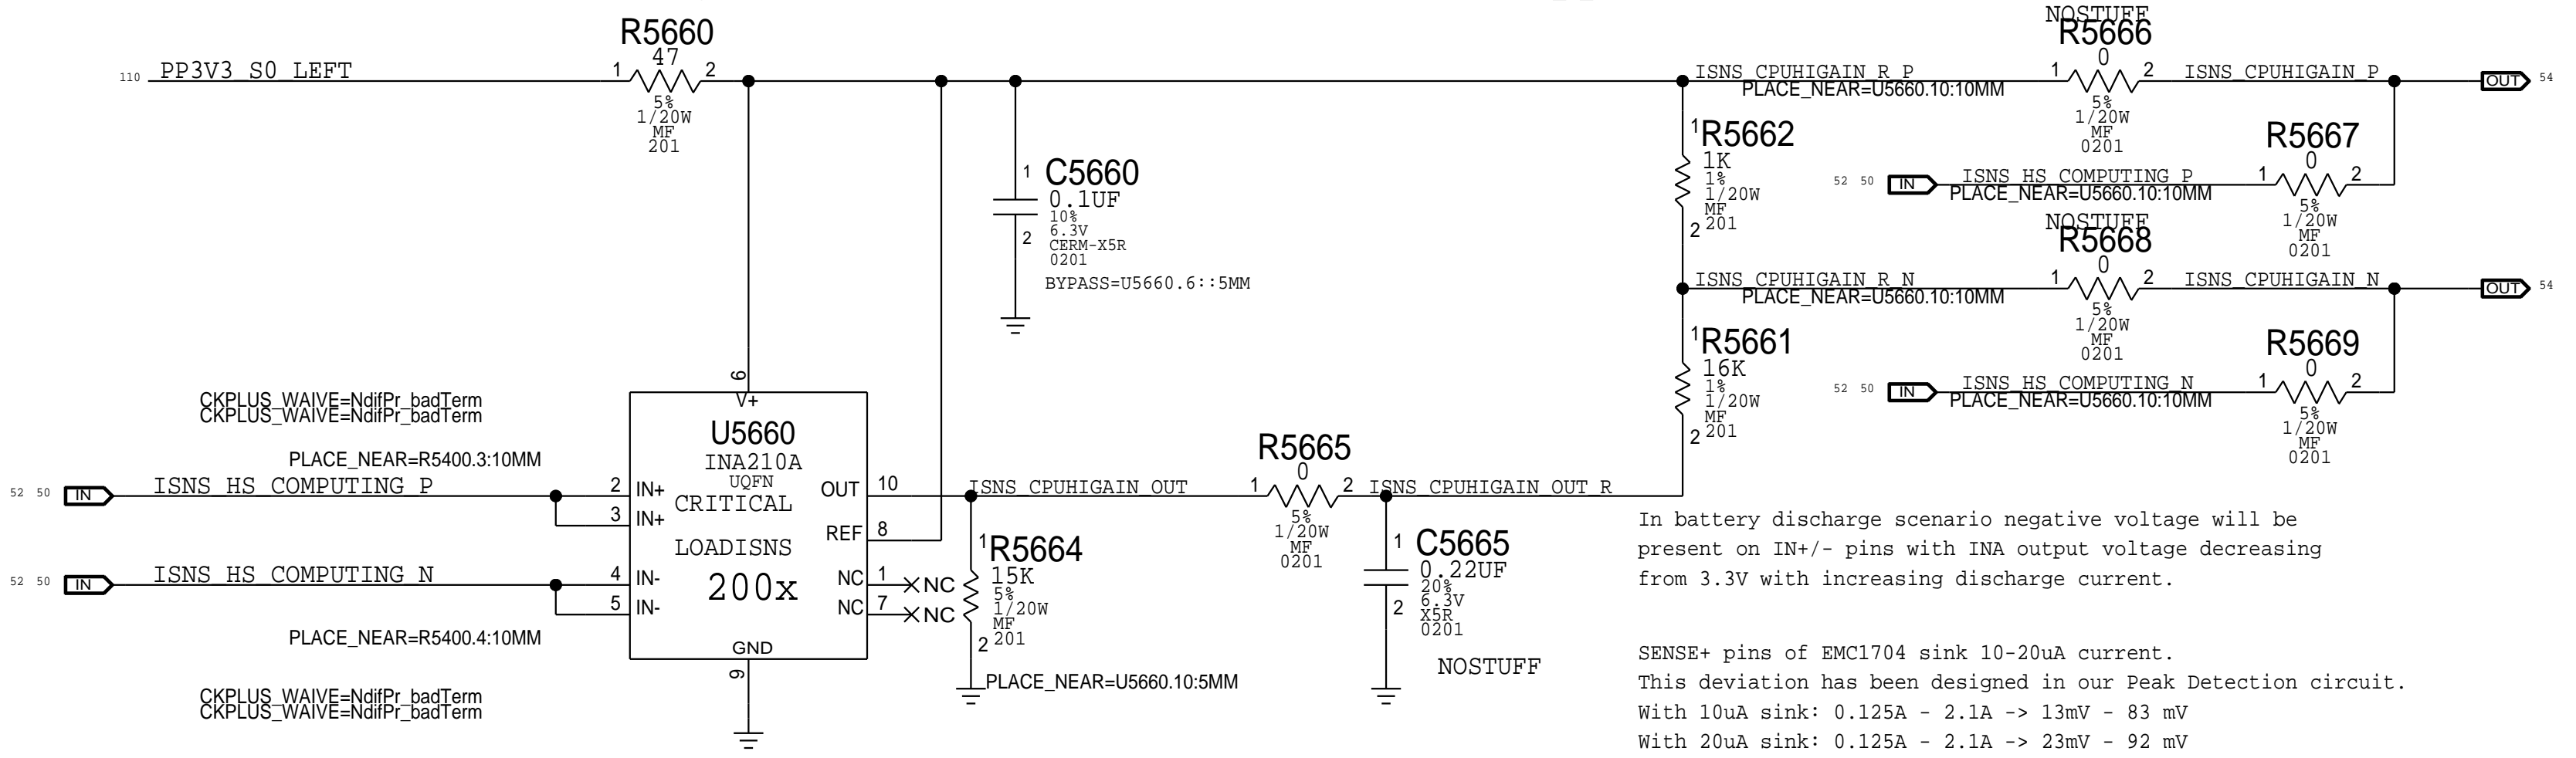 NOSTUFF
R5660
47
1
2
5%
1/20W
MF
201
110
PP3V3_S0_LEFT
R5666
0
1
2
5%
1/20W
MF
0201
ISNS_CPUHIGAIN_R_P
PLACE_NEAR=U5660.10:10MM
ISNS_CPUHIGAIN_P
OUT
54
1
R5662
1K
1%
1/20W
MF
201
2
R5667
0
1
2
5%
1/20W
MF
0201
52 50
IN
ISNS_HS_COMPUTING_P
PLACE_NEAR=U5660.10:10MM
1
C5660
0.1UF
10%
6.3V
CERM-X5R
0201
2
BYPASS=U5660.6::5MM
NOSTUFF
R5668
0
1
2
5%
1/20W
MF
0201
ISNS_CPUHIGAIN_R_N
PLACE_NEAR=U5660.10:10MM
ISNS_CPUHIGAIN_N
OUT
54
1
R5661
16K
1%
1/20W
MF
201
2
R5669
0
1
2
5%
1/20W
MF
0201
52 50
IN
ISNS_HS_COMPUTING_N
PLACE_NEAR=U5660.10:10MM
CKPLUS_WAIVE=NdifPr_badTerm
CKPLUS_WAIVE=NdifPr_badTerm
PLACE_NEAR=R5400.3:10MM
52 50
IN
ISNS_HS_COMPUTING_P
2
3
52 50
IN
ISNS_HS_COMPUTING_N
4
5
PLACE_NEAR=R5400.4:10MM
CKPLUS_WAIVE=NdifPr_badTerm
CKPLUS_WAIVE=NdifPr_badTerm
6
V+
U5660
INA210A
UQFN
CRITICAL
LOADISNS
200x
IN+
IN+
IN-
IN-
OUT
REF
NC
NC
GND
9
10
8
1
NC
7
NC
ISNS_CPUHIGAIN_OUT
1
R5664
15K
5%
1/20W
MF
201
2
PLACE_NEAR=U5660.10:5MM
R5665
0
1
2
5%
1/20W
MF
0201
ISNS_CPUHIGAIN_OUT_R
1
C5665
0.22UF
20%
6.3V
X5R
0201
2
NOSTUFF
In battery discharge scenario negative voltage will be
present on IN+/- pins with INA output voltage decreasing
from 3.3V with increasing discharge current.
SENSE+ pins of EMC1704 sink 10-20uA current.
This deviation has been designed in our Peak Detection circuit.
With 10uA sink: 0.125A - 2.1A -> 13mV - 83 mV
With 20uA sink: 0.125A - 2.1A -> 23mV - 92 mV